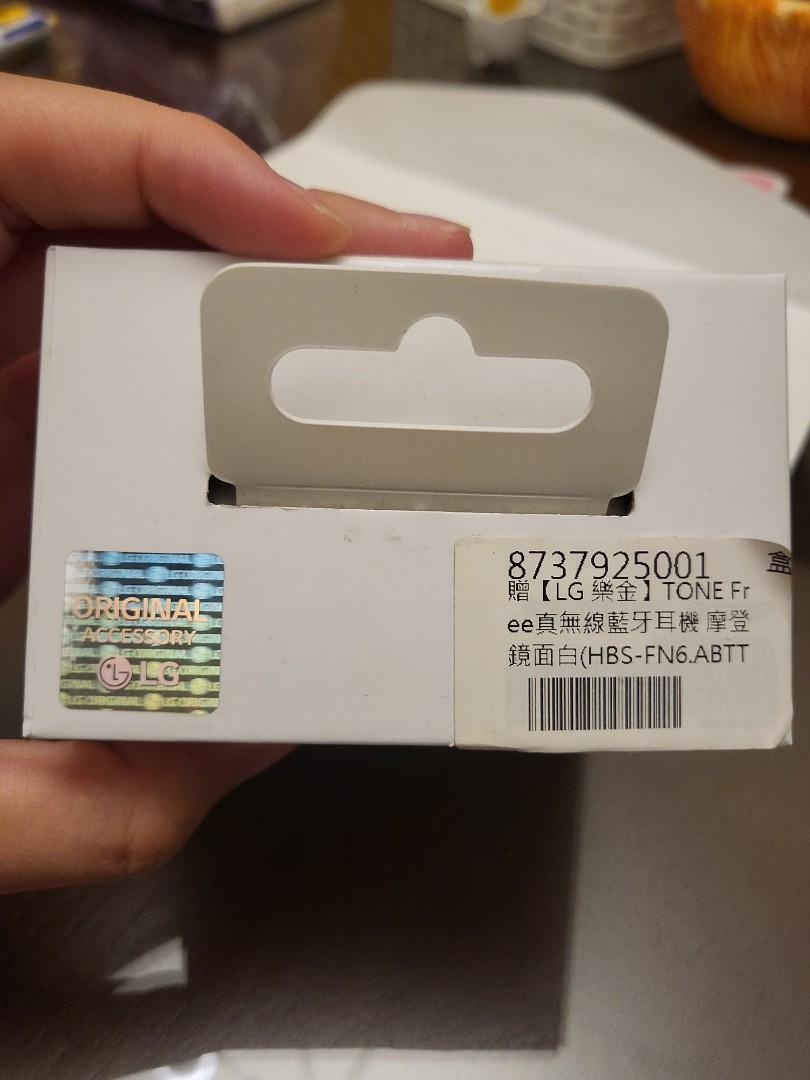 ORIGINAL
ACCESSORY
LG
8737925001 盒
贈【LG 樂金】TONE Fr
ee真無線藍牙耳機 摩登
鏡面白(HBS-FN6.ABTT